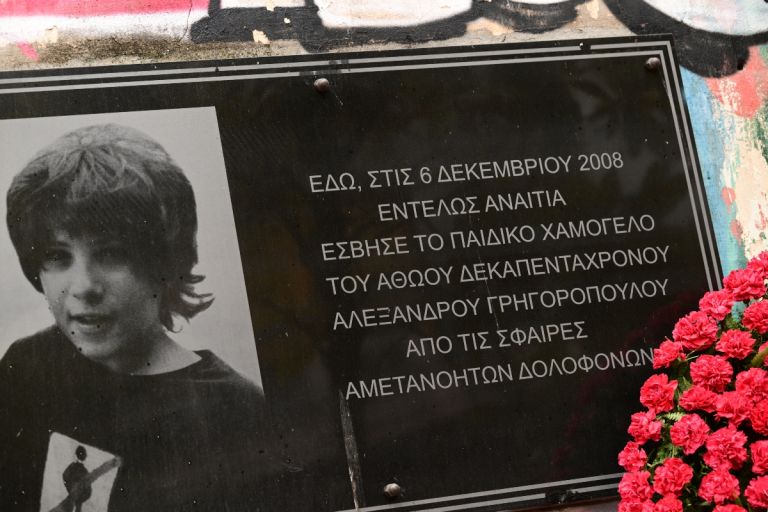 ΕΔΩ, ΣΤΙΣ 6 ΔΕΚΕΜΒΡΙΟΥ 2008
ΕΝΤΕΛΩΣ ΑΝΑΙΤΙΑ
ΕΣΒΗΣΕ ΤΟ ΠΑΙΔΙΚΟ ΧΑΜΟΓΕΛΟ
ΤΟΥ ΑΘΩΟΥ ΔΕΚΑΠΕΝΤΑΧΡΟΝΟΥ
ΑΛΕΞΑΝΔΡΟΥ ΓΡΗΓΟΡΟΠΟΥΛΟΥ
ΑΠΟ ΤΙΣ ΣΦΑΙΡΕΣ
ΑΜΕΤΑΝΟΗΤΩΝ ΔΟΛΟΦΟΝΩΝ